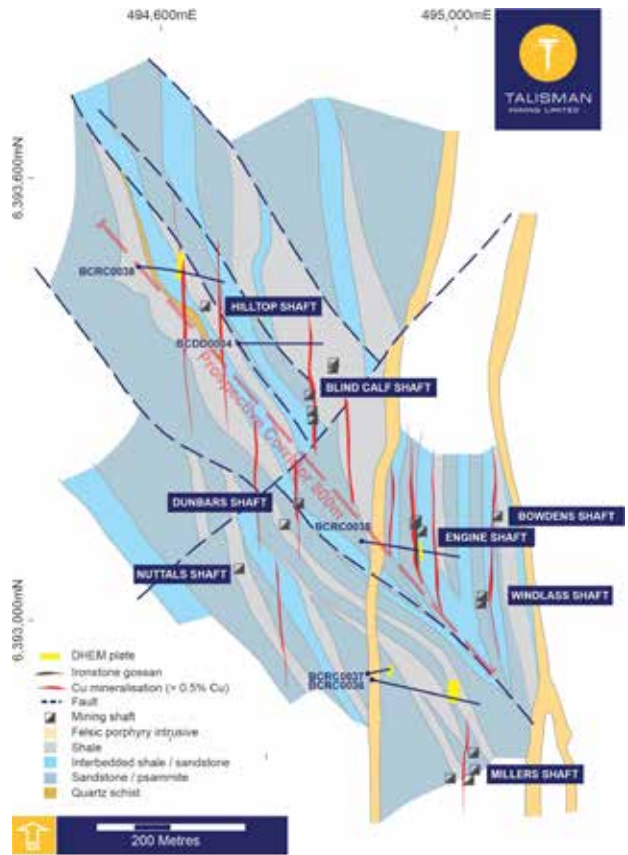 494,600mE
495,000mE
TALISMAN
MINING LIMITED
6,393,600mN
BCRC0038
HILLTOP SHAFT
BCDD0004
BLIND CALF SHAFT
Prospective Corridor 800m
DUNBARS SHAFT
BCRC0035
BOWDENS SHAFT
ENGINE SHAFT
NUTTALS SHAFT
WINDLASS SHAFT
6,393,000mN
BCRC0037
BCRC0036
MILLERS SHAFT
DHEM plate
Ironstone gossan
Cu mineralisation (> 0.5% Cu)
Fault
Mining shaft
Felsic porphyry intrusive
Shale
Interbedded shale / sandstone
Sandstone / psammite
Quartz schist
200 Metres